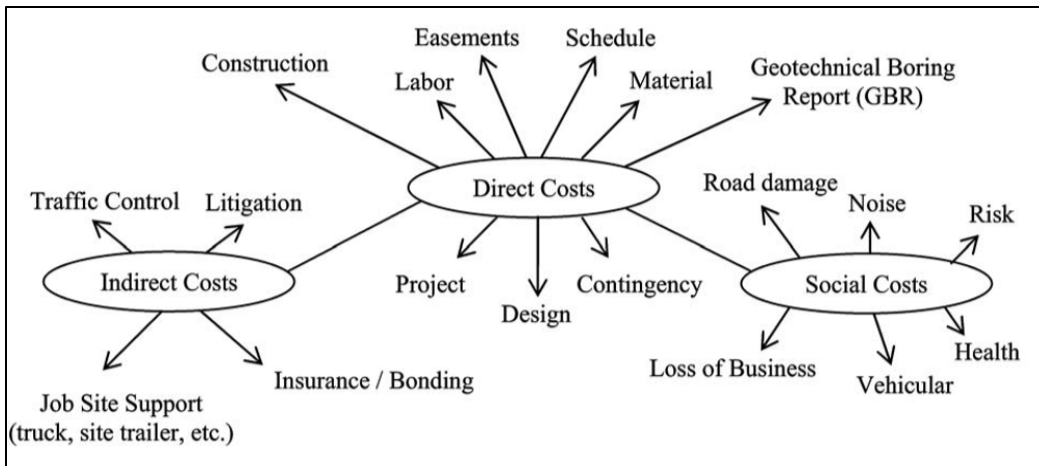 Easements
Schedule
Construction
Labor
Material
Geotechnical Boring
Report (GBR)
Direct Costs
Road damage
Traffic Control
Litigation
Noise
Risk
Indirect Costs
Project
Contingency
Social Costs
Design
Loss of Business
Health
Insurance / Bonding
Vehicular
Job Site Support
(truck, site trailer, etc.)